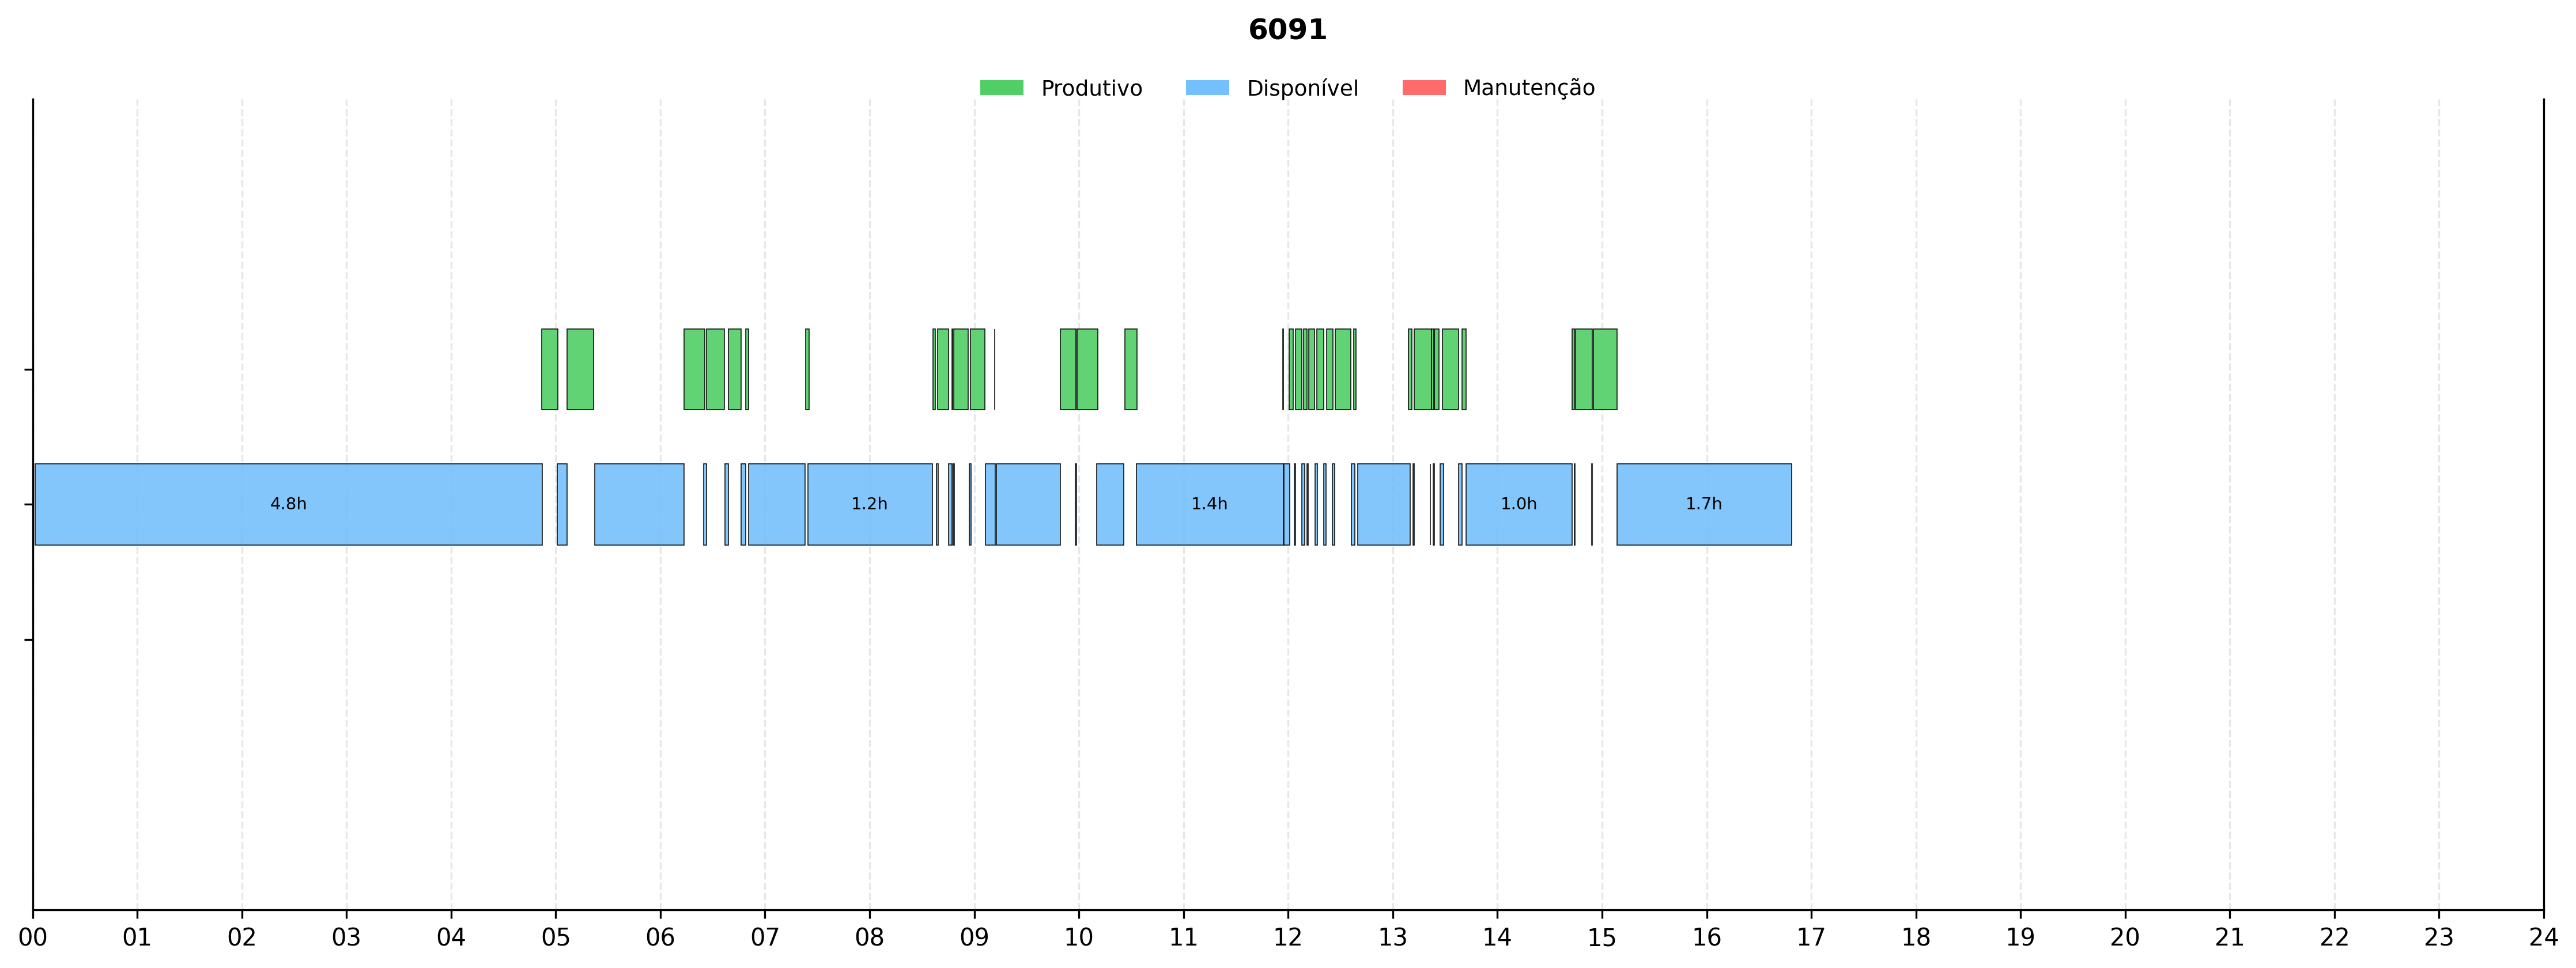 6091
Produtivo Disponível Manutenção
4.8h 1.2h 1.4h 1.0h 1.7h
00 01 02 03 04 05 06 07 08 09 10 11 12 13 14 15 16 17 18 19 20 21 22 23 24